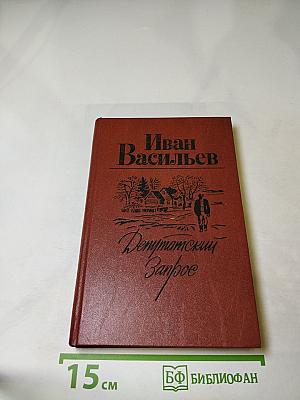 Иван
Васильев
Депутатский
Запрос
15 см
БФ БИБЛИОФАН